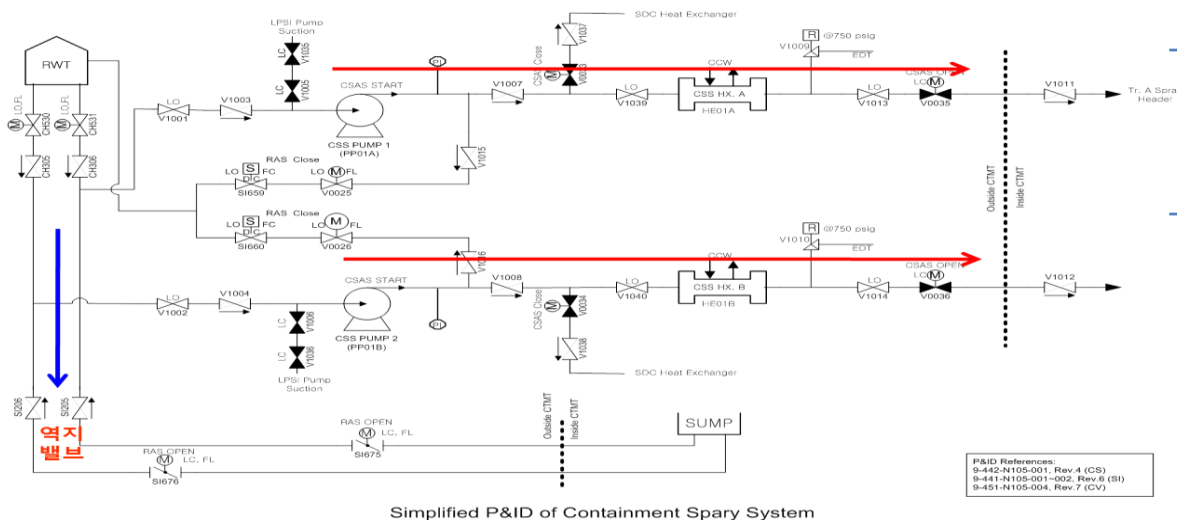 LPSI Pump
Suction
SDC Heat Exchanger
LC
V1035
LC
V1005
V1037
CSAS Close
M
V0033
R @750 psig
V1009
EDT
RWT
CSAS START
PI
V1007
CCW
CSAS OPEN
LC M
V1011
LO,FL
M
CH530
LO,FL
M
CH531
LO
V1001
V1003
CSS PUMP 1
(PP01A)
LO
V1039
CSS HX. A
HE01A
LO
V1013
V0035
Tr. A Spray
Header
CH305
CH306
V1015
RAS Close
LO S FC
SI659
LO M FL
V0025
Outside CTMT
Inside CTMT
RAS Close
LO S FC
SI660
LO M FL
V0026
V1016
R @750 psig
V1010
EDT
CSAS START
V1008
CCW
CSAS OPEN
LC M
V1012
LO
V1002
V1004
CSS PUMP 2
(PP01B)
PI
CSAS Close
M
V0034
LO
V1040
CSS HX. B
HE01B
LO
V1014
V0036
LC
V1006
LC
V1036
LPSI Pump
Suction
V1038
SDC Heat Exchanger
SI206
SI205
역지
밸브
RAS OPEN
M LC, FL
SI675
RAS OPEN
M LC, FL
SI676
Outside CTMT
Inside CTMT
SUMP
P&ID References:
9-442-N105-001, Rev.4 (CS)
9-441-N105-001~002, Rev.6 (SI)
9-451-N105-004, Rev.7 (CV)
Simplified P&ID of Containment Spary System